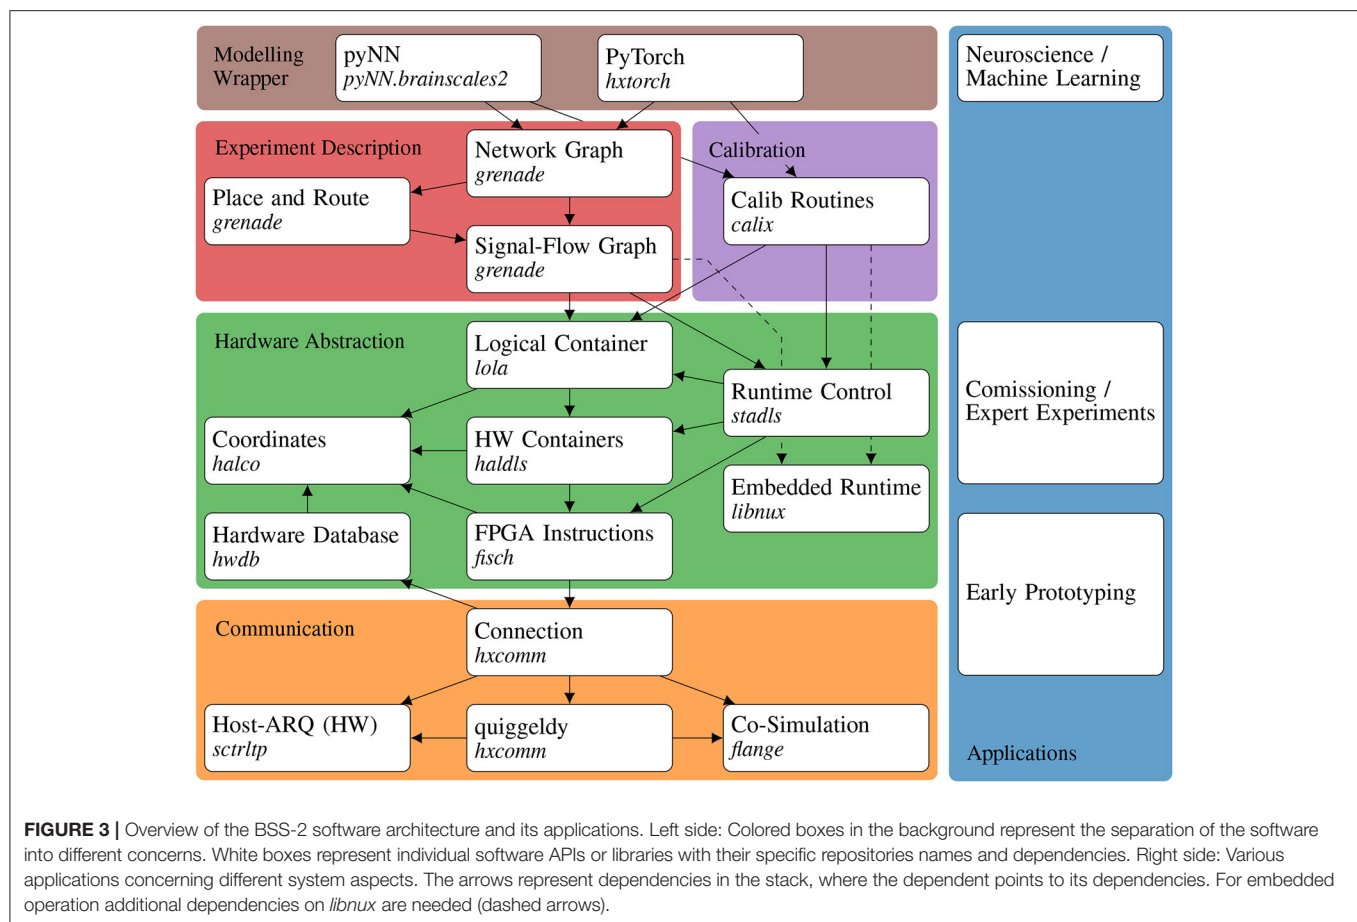 Modelling
Wrapper
pyNN
pyNN.brainscales2
PyTorch
hxtorch
Neuroscience /
Machine Learning
Experiment Description
Network Graph
grenade
Calibration
Place and Route
grenade
Calib Routines
calix
Signal-Flow Graph
grenade
Hardware Abstraction
Logical Container
lola
Runtime Control
stadls
Comissioning /
Expert Experiments
Coordinates
halco
HW Containers
haldls
Embedded Runtime
libnux
Hardware Database
hwdb
FPGA Instructions
fisch
Early Prototyping
Communication
Connection
hxcomm
Host-ARQ (HW)
sctrltp
quiggeldy
hxcomm
Co-Simulation
flange
Applications
FIGURE 3 | Overview of the BSS-2 software architecture and its applications. Left side: Colored boxes in the background represent the separation of the software
into different concerns. White boxes represent individual software APIs or libraries with their specific repositories names and dependencies. Right side: Various
applications concerning different system aspects. The arrows represent dependencies in the stack, where the dependent points to its dependencies. For embedded
operation additional dependencies on libnux are needed (dashed arrows).